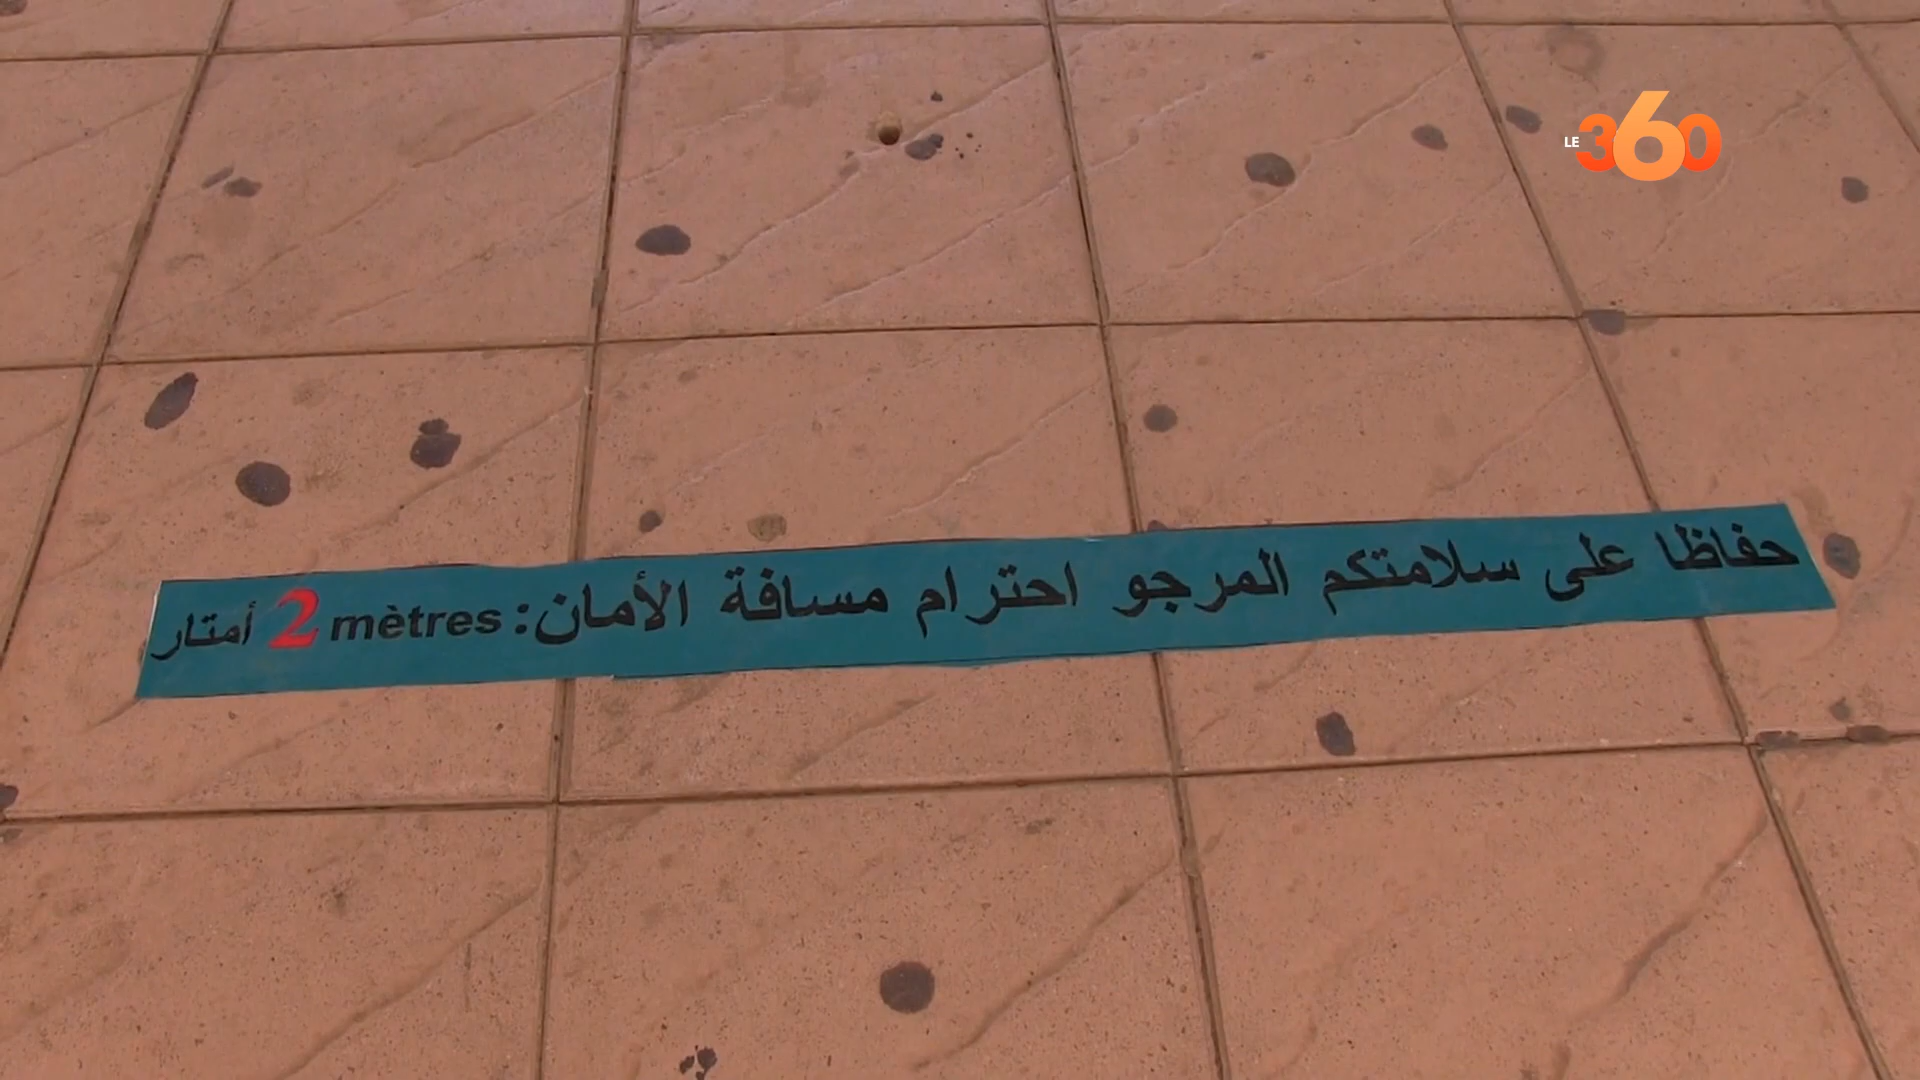 LE 360
حفاظا على سلامتكم المرجو احترام مسافة الأمان: 2 mètres أمتار